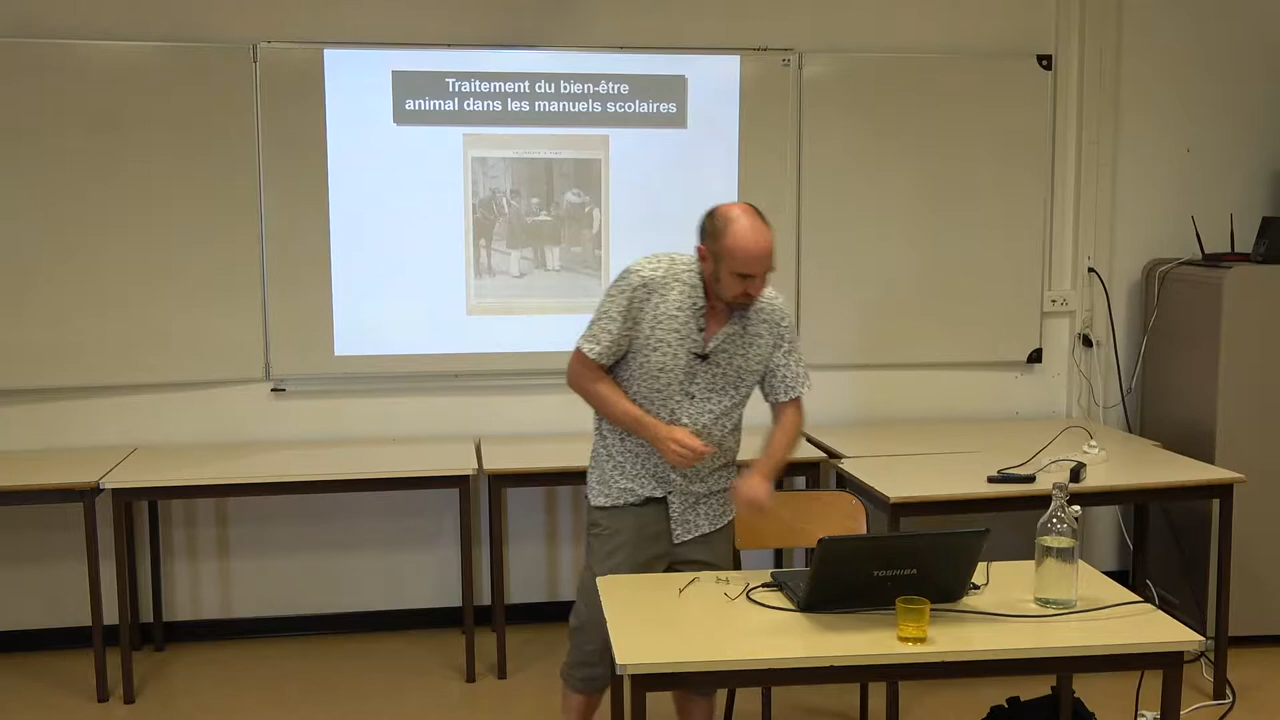 Traitement du bien-être
animal dans les manuels scolaires
TOSHIBA